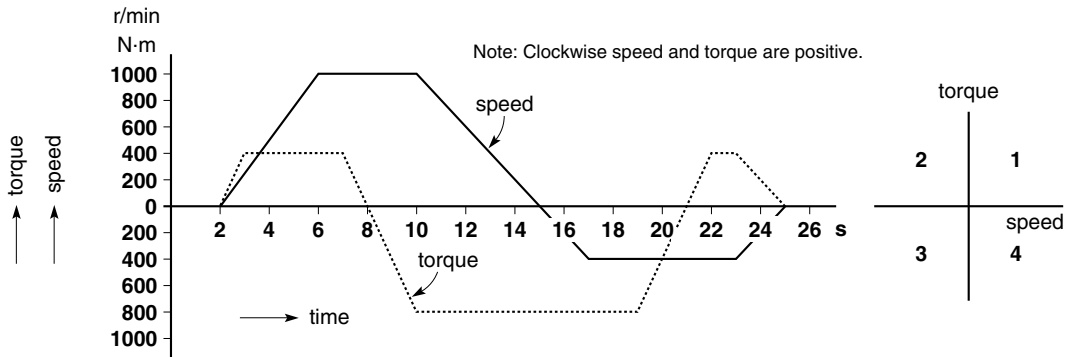 r/min
N·m
Note: Clockwise speed and torque are positive.
1000
800
600
400
200
0
200
400
600
800
1000
2 4 6 8 10 12 14 16 18 20 22 24 26 s
speed
torque
time
torque
speed
torque
2 1
speed
3 4